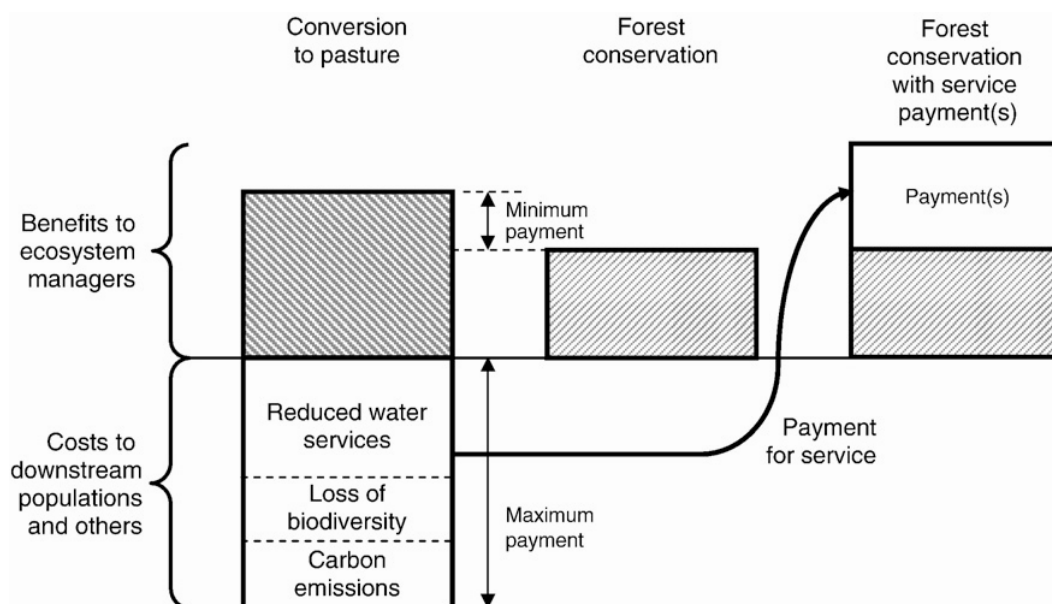 Conversion
to pasture
Forest
conservation
Forest
conservation
with service
payment(s)
Benefits to
ecosystem
managers
Minimum
payment
Payment(s)
Costs to
downstream
populations
and others
Reduced water
services
Loss of
biodiversity
Carbon
emissions
Maximum
payment
Payment
for service